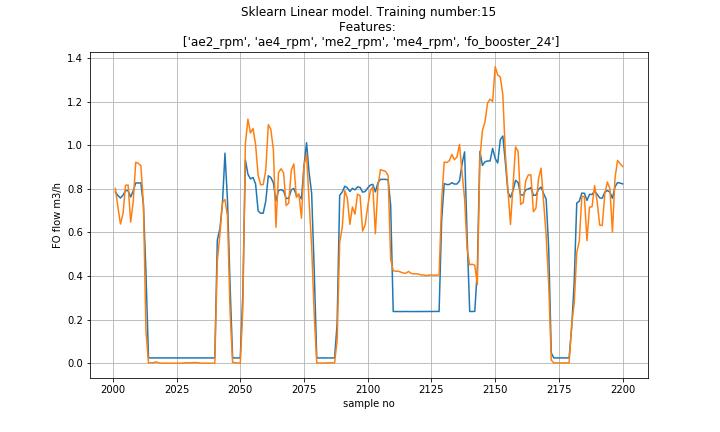 Sklearn Linear model. Training number:15
Features:
['ae2_rpm', 'ae4_rpm', 'me2_rpm', 'me4_rpm', 'fo_booster_24']
1.4
1.2
1.0
0.8
0.6
0.4
0.2
0.0
FO flow m3/h
2000 2025 2050 2075 2100 2125 2150 2175 2200
sample no